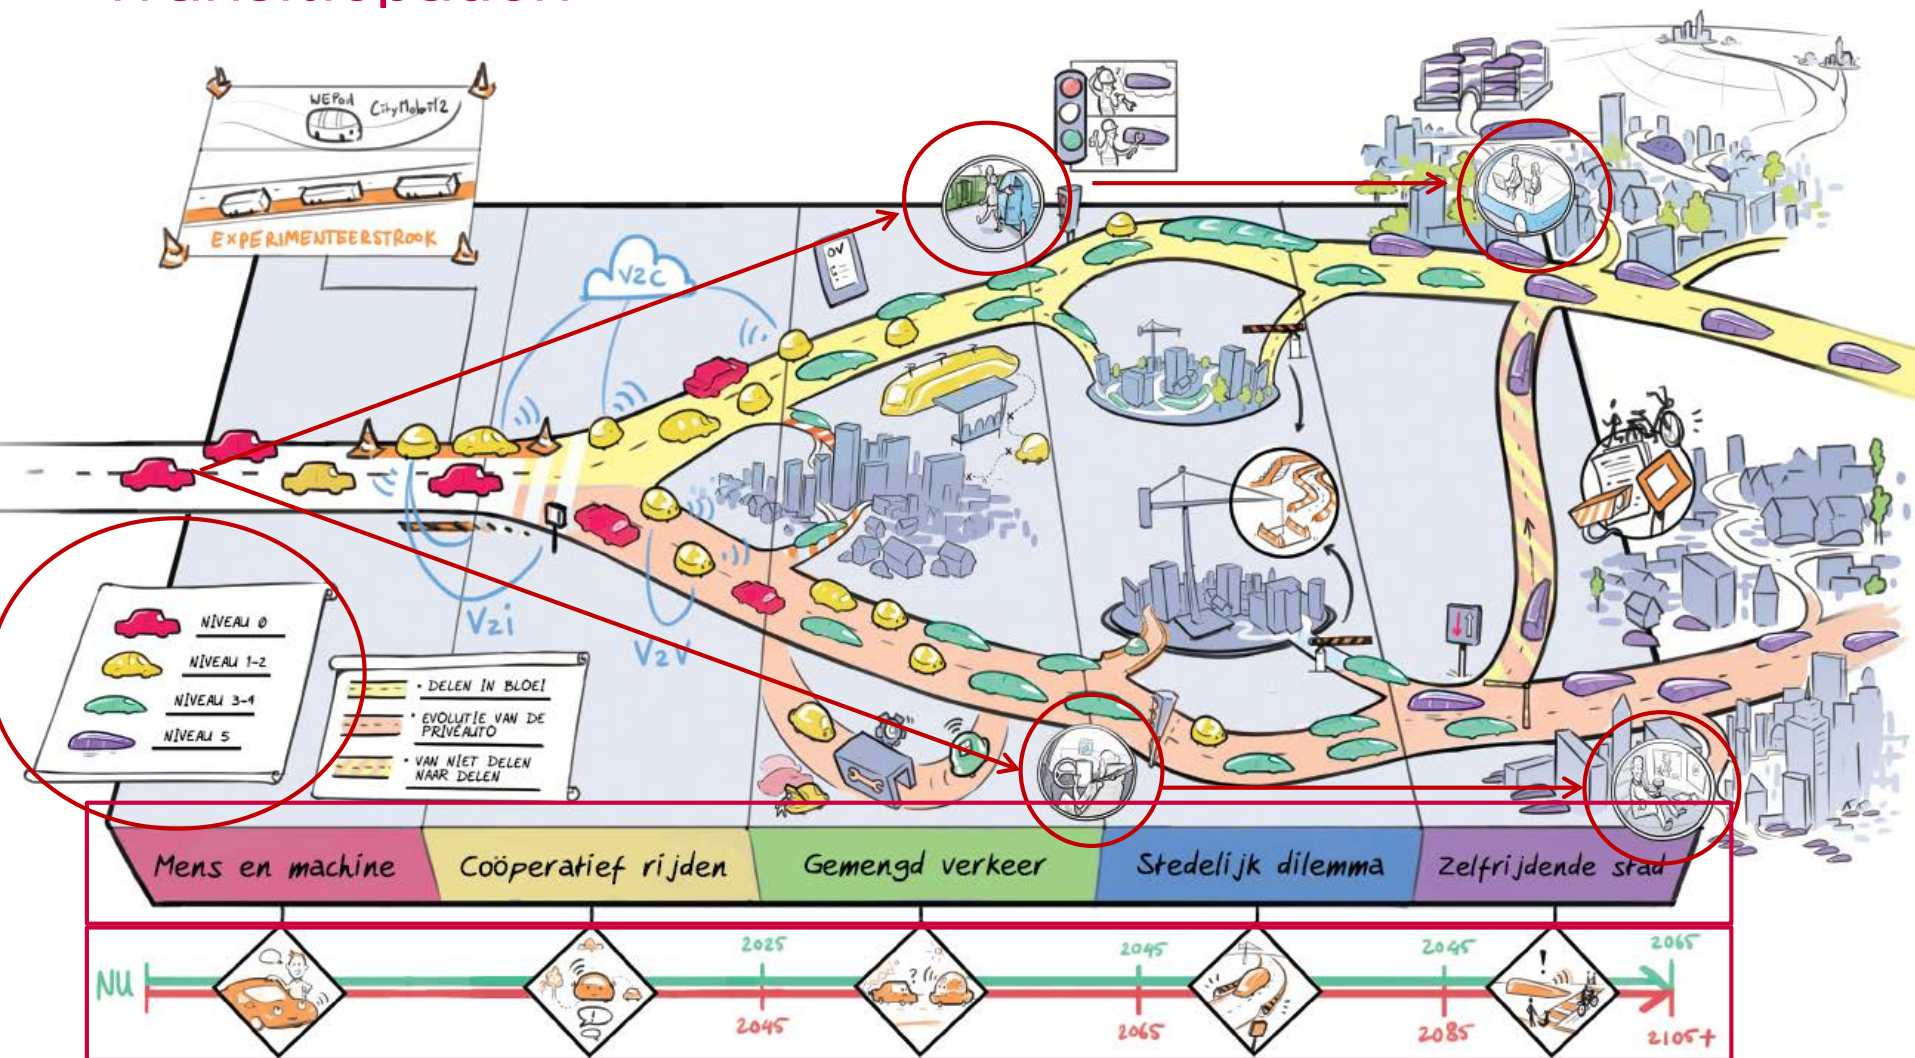 Transitiepaden
WEPod
CityMobil2
EXPERIMENTEERSTROOK
V2C
OV
V2i
V2V
NIVEAU 0
NIVEAU 1-2
NIVEAU 3-4
NIVEAU 5
• DELEN IN BLOEI
• EVOLUTIE VAN DE
PRIVÉAUTO
• VAN NIET DELEN
NAAR DELEN
Mens en machine
Coöperatief rijden
Gemengd verkeer
Stedelijk dilemma
Zelfrijdende stad
NU
2025
2045
2045
2065
2045
2065
2085
2105+